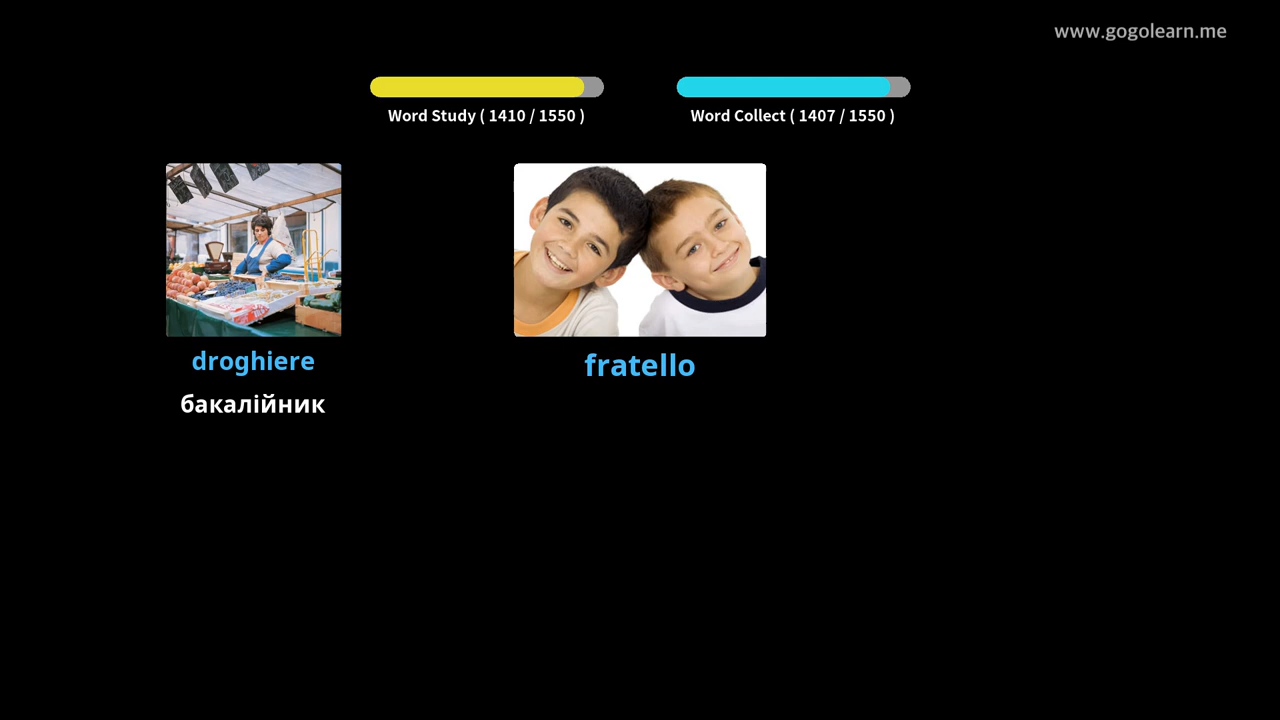 www.gogolearn.me
Word Study ( 1410 / 1550 )
Word Collect ( 1407 / 1550 )
droghiere
бакалійник
fratello